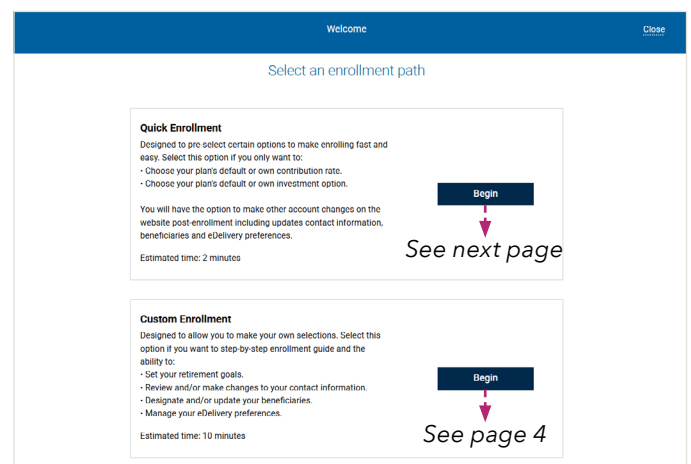 Welcome
Close
Select an enrollment path
Quick Enrollment
Designed to pre-select certain options to make enrolling fast and
easy. Select this option if you only want to:
• Choose your plan's default or own contribution rate.
• Choose your plan's default or own investment option.
You will have the option to make other account changes on the
website post-enrollment including updates contact information,
beneficiaries and eDelivery preferences.
Estimated time: 2 minutes
Begin
See next page
Custom Enrollment
Designed to allow you to make your own selections. Select this
option if you want to step-by-step enrollment guide and the
ability to:
• Set your retirement goals.
• Review and/or make changes to your contact information.
• Designate and/or update your beneficiaries.
• Manage your eDelivery preferences.
Estimated time: 10 minutes
Begin
See page 4